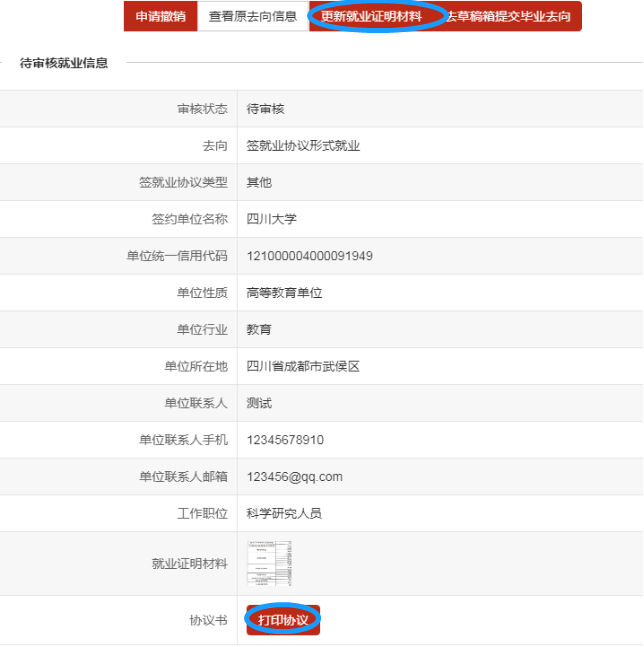 申请撤销 查看原去向信息 更新就业证明材料 去草稿箱提交毕业去向
待审核就业信息
审核状态 待审核
去向 签就业协议形式就业
签就业协议类型 其他
签约单位名称 四川大学
单位统一信用代码 121000004000091949
单位性质 高等教育单位
单位行业 教育
单位所在地 四川省成都市武侯区
单位联系人 测试
单位联系人手机 12345678910
单位联系人邮箱 123456@qq.com
工作职位 科学研究人员
就业证明材料
协议书 打印协议